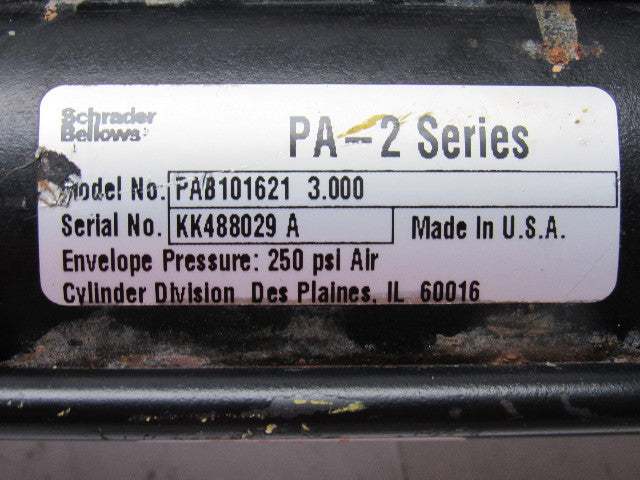 Schrader
Bellows
PA-2 Series
Model No. PAB101621 3.000
Serial No. KK488029 A Made In U.S.A.
Envelope Pressure: 250 psi Air
Cylinder Division Des Plaines, IL 60016